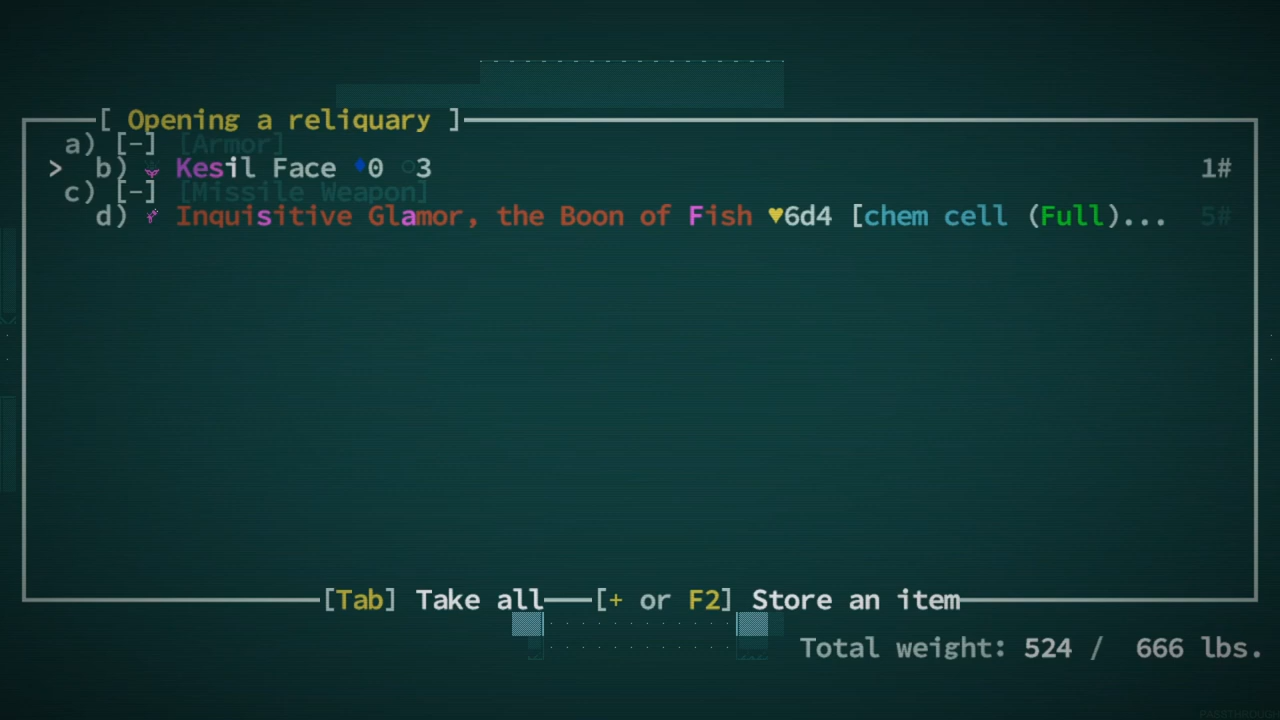 [ Opening a reliquary ]
a) [-] [Armor]
> b) Kesil Face ♦0 ○3 1#
c) [-] [Missile Weapon]
d) Inquisitive Glamor, the Boon of Fish ♥6d4 [chem cell (Full)... 5#
[Tab] Take all [+ or F2] Store an item
Total weight: 524 / 666 lbs.